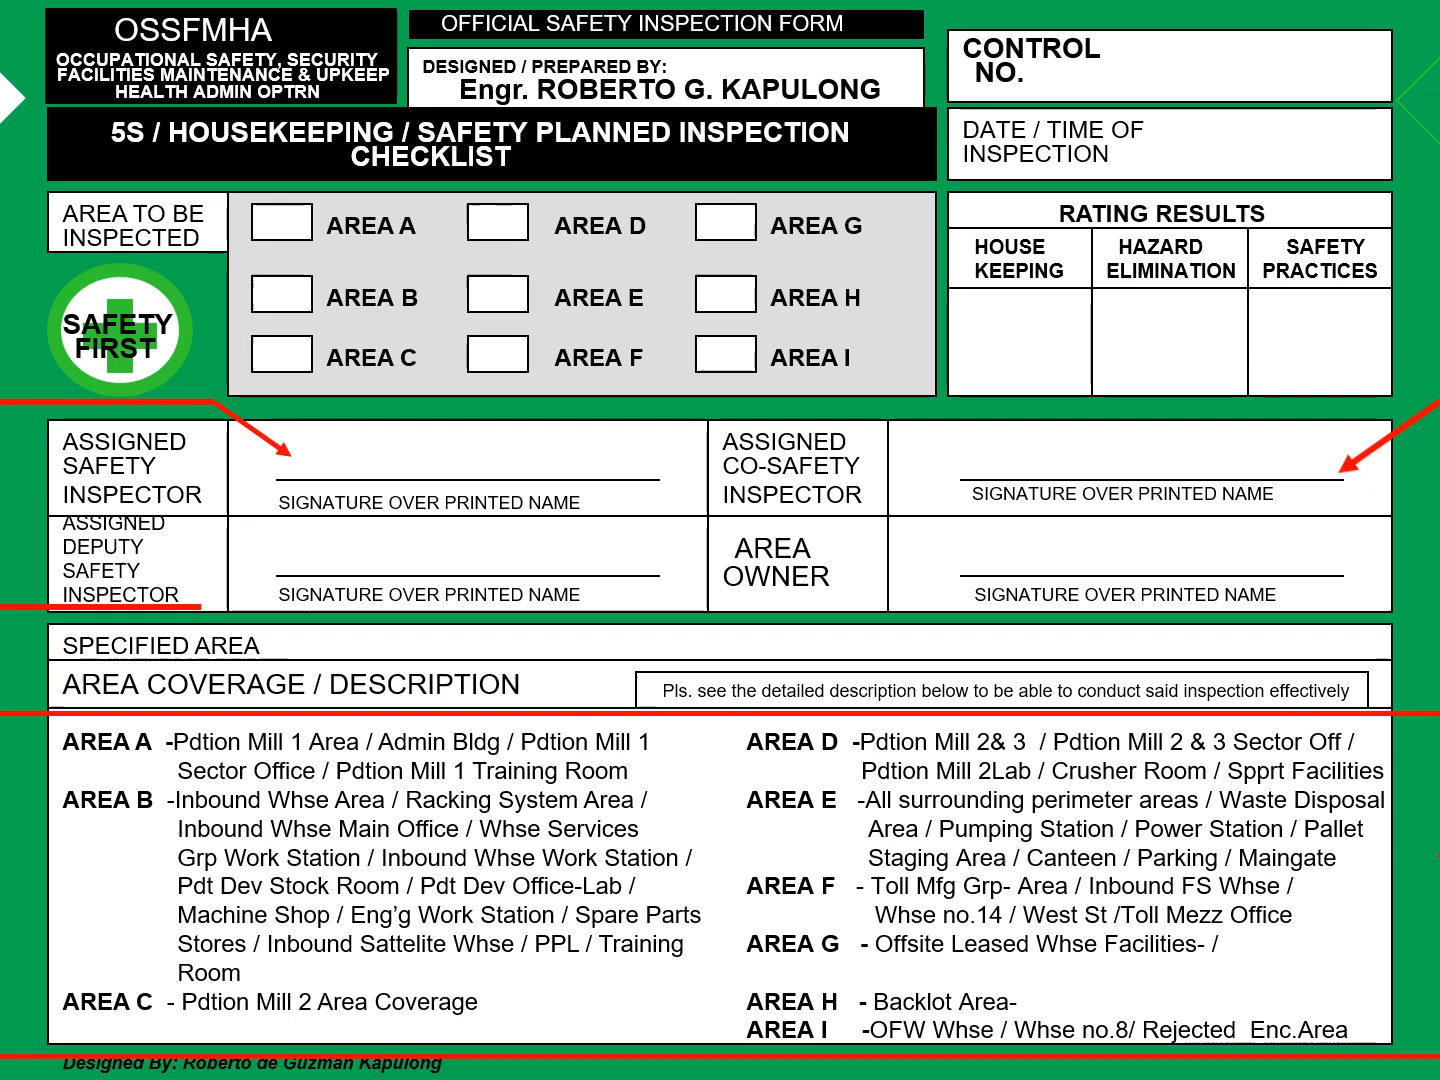 OSSFMHA
OCCUPATIONAL SAFETY, SECURITY
FACILITIES MAINTENANCE & UPKEEP
HEALTH ADMIN OPTRN
OFFICIAL SAFETY INSPECTION FORM
DESIGNED / PREPARED BY:
Engr. ROBERTO G. KAPULONG
CONTROL
NO.
5S / HOUSEKEEPING / SAFETY PLANNED INSPECTION
CHECKLIST
DATE / TIME OF
INSPECTION
AREA TO BE
INSPECTED
AREA A
AREA D
AREA G
AREA B
AREA E
AREA H
AREA C
AREA F
AREA I
SAFETY
FIRST
RATING RESULTS
HOUSE
KEEPING
HAZARD
ELIMINATION
SAFETY
PRACTICES
ASSIGNED
SAFETY
INSPECTOR
SIGNATURE OVER PRINTED NAME
ASSIGNED
CO-SAFETY
INSPECTOR
SIGNATURE OVER PRINTED NAME
ASSIGNED
DEPUTY
SAFETY
INSPECTOR
SIGNATURE OVER PRINTED NAME
AREA
OWNER
SIGNATURE OVER PRINTED NAME
SPECIFIED AREA
AREA COVERAGE / DESCRIPTION
Pls. see the detailed description below to be able to conduct said inspection effectively
AREA A -Pdtion Mill 1 Area / Admin Bldg / Pdtion Mill 1
Sector Office / Pdtion Mill 1 Training Room
AREA B -Inbound Whse Area / Racking System Area /
Inbound Whse Main Office / Whse Services
Grp Work Station / Inbound Whse Work Station /
Pdt Dev Stock Room / Pdt Dev Office-Lab /
Machine Shop / Eng’g Work Station / Spare Parts
Stores / Inbound Sattelite Whse / PPL / Training
Room
AREA C - Pdtion Mill 2 Area Coverage
AREA D -Pdtion Mill 2& 3 / Pdtion Mill 2 & 3 Sector Off /
Pdtion Mill 2Lab / Crusher Room / Spprt Facilities
AREA E -All surrounding perimeter areas / Waste Disposal
Area / Pumping Station / Power Station / Pallet
Staging Area / Canteen / Parking / Maingate
AREA F - Toll Mfg Grp- Area / Inbound FS Whse /
Whse no.14 / West St /Toll Mezz Office
AREA G - Offsite Leased Whse Facilities- /
AREA H - Backlot Area-
AREA I -OFW Whse / Whse no.8/ Rejected Enc.Area
Designed By: Roberto de Guzman Kapulong